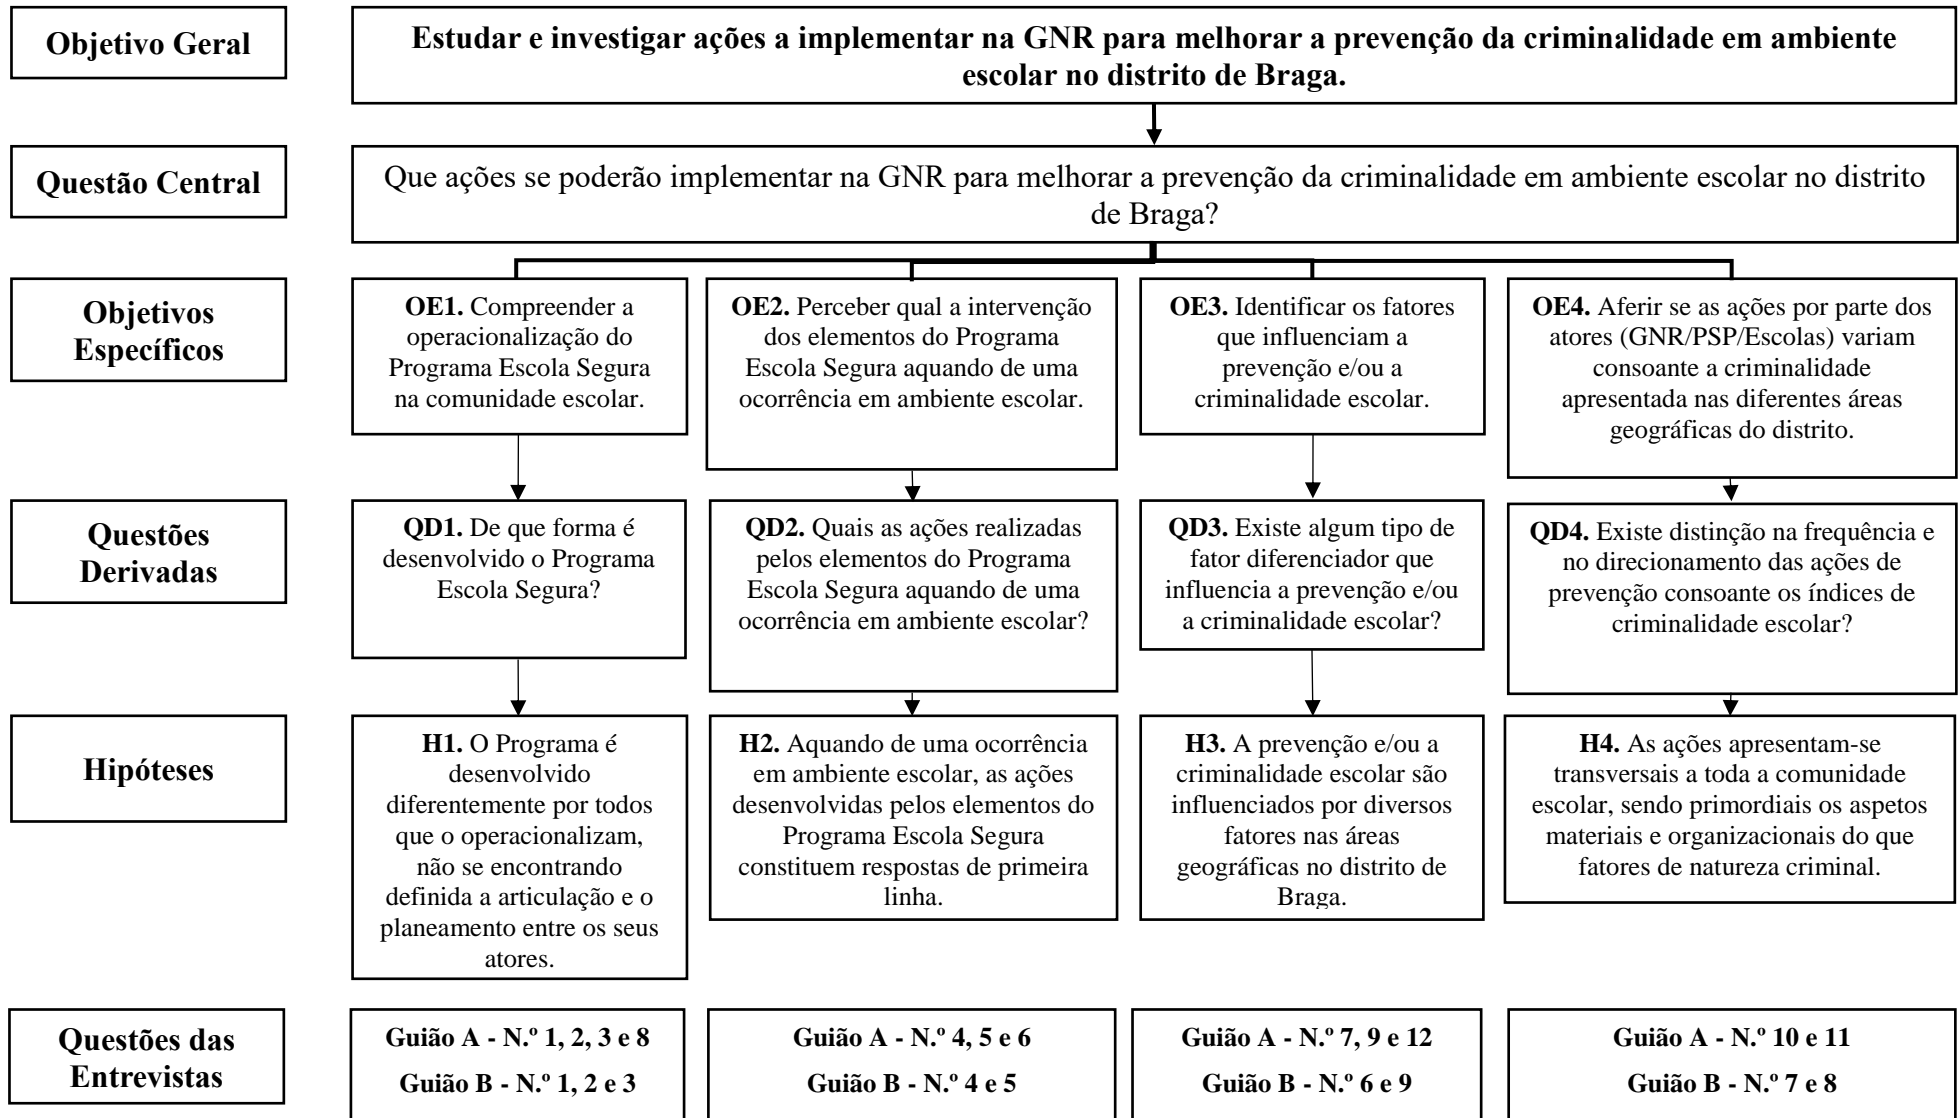 Objetivo Geral
Estudar e investigar ações a implementar na GNR para melhorar a prevenção da criminalidade em ambiente
escolar no distrito de Braga.
Questão Central
Que ações se poderão implementar na GNR para melhorar a prevenção da criminalidade em ambiente escolar no distrito
de Braga?
Objetivos
Específicos
OE1. Compreender a
operacionalização do
Programa Escola Segura
na comunidade escolar.
OE2. Perceber qual a intervenção
dos elementos do Programa
Escola Segura aquando de uma
ocorrência em ambiente escolar.
OE3. Identificar os fatores
que influenciam a
prevenção e/ou a
criminalidade escolar.
OE4. Aferir se as ações por parte dos
atores (GNR/PSP/Escolas) variam
consoante a criminalidade
apresentada nas diferentes áreas
geográficas do distrito.
Questões
Derivadas
QD1. De que forma é
desenvolvido o Programa
Escola Segura?
QD2. Quais as ações realizadas
pelos elementos do Programa
Escola Segura aquando de uma
ocorrência em ambiente escolar?
QD3. Existe algum tipo de
fator diferenciador que
influencia a prevenção e/ou
a criminalidade escolar?
QD4. Existe distinção na frequência e
no direcionamento das ações de
prevenção consoante os índices de
criminalidade escolar?
Hipóteses
H1. O Programa é
desenvolvido
diferentemente por todos
que o operacionalizam,
não se encontrando
definida a articulação e o
planeamento entre os seus
atores.
H2. Aquando de uma ocorrência
em ambiente escolar, as ações
desenvolvidas pelos elementos do
Programa Escola Segura
constituem respostas de primeira
linha.
H3. A prevenção e/ou a
criminalidade escolar são
influenciados por diversos
fatores nas áreas
geográficas no distrito de
Braga.
H4. As ações apresentam-se
transversais a toda a comunidade
escolar, sendo primordiais os aspetos
materiais e organizacionais do que
fatores de natureza criminal.
Questões das
Entrevistas
Guião A - N.º 1, 2, 3 e 8
Guião B - N.º 1, 2 e 3
Guião A - N.º 4, 5 e 6
Guião B - N.º 4 e 5
Guião A - N.º 7, 9 e 12
Guião B - N.º 6 e 9
Guião A - N.º 10 e 11
Guião B - N.º 7 e 8